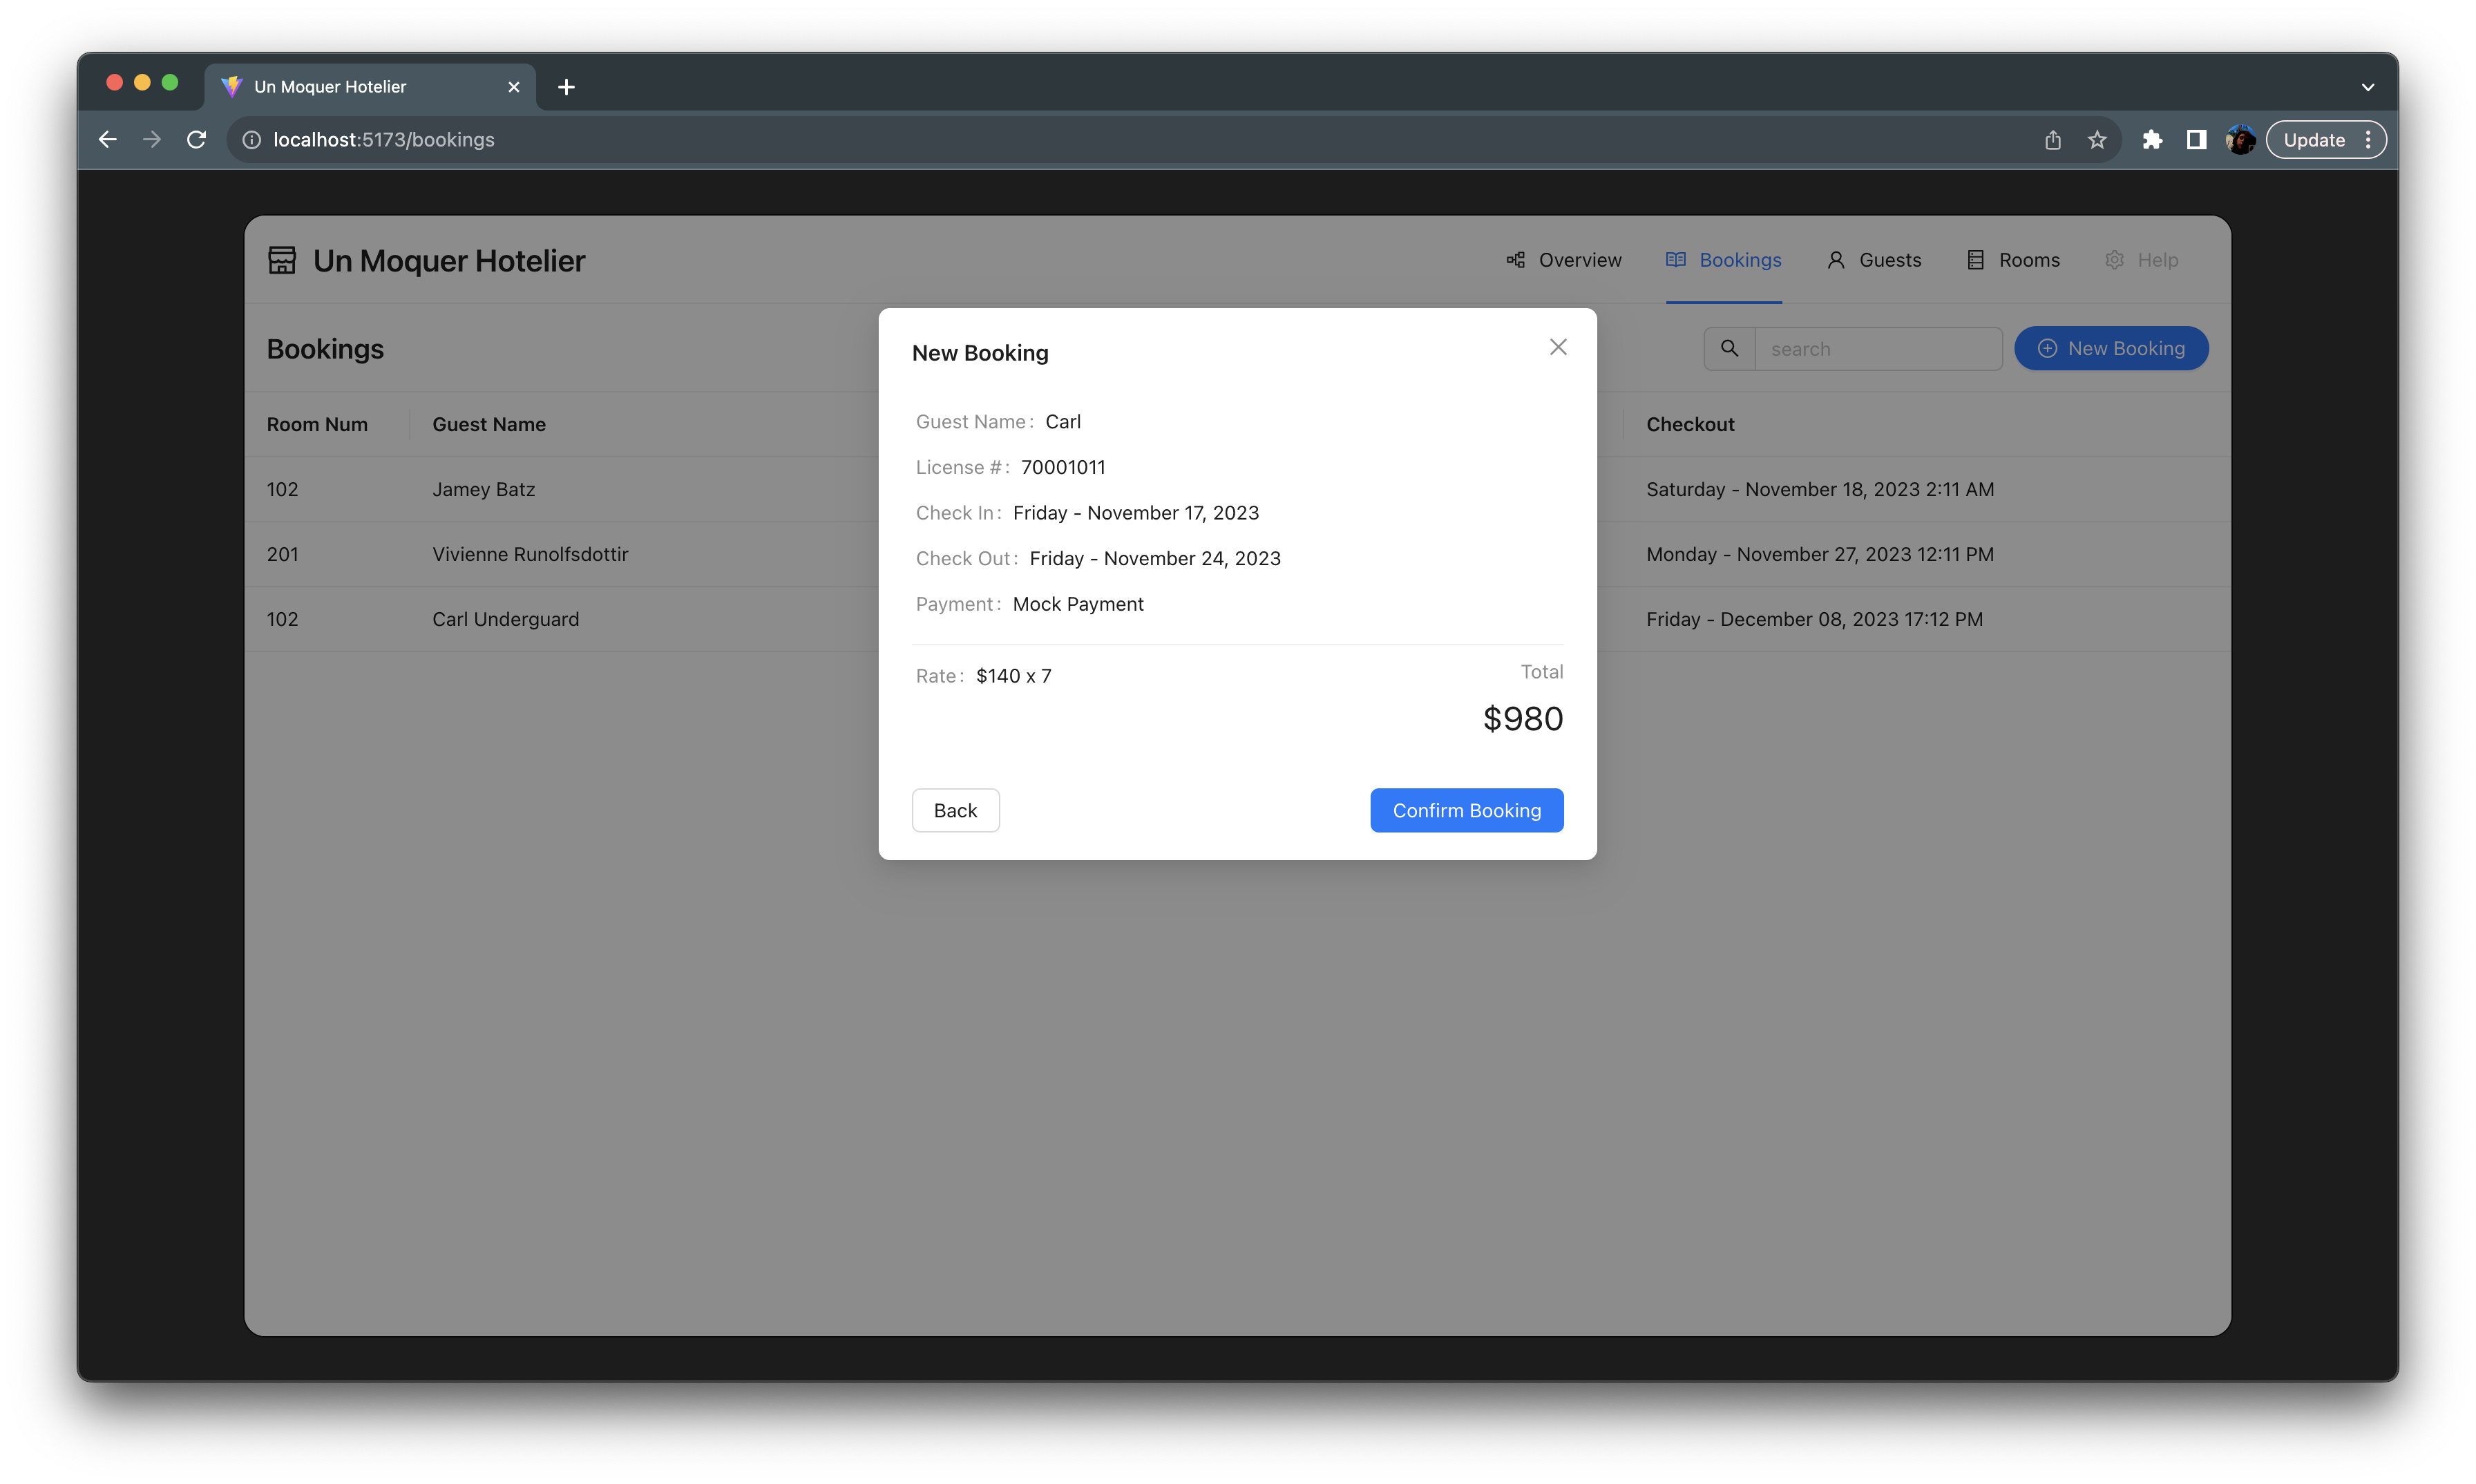 Un Moquer Hotelier
localhost:5173/bookings
Update
Un Moquer Hotelier
Overview
Bookings
Guests
Rooms
Help
Bookings
search
New Booking
Room Num
Guest Name
Checkout
102
Jamey Batz
Saturday - November 18, 2023 2:11 AM
201
Vivienne Runolfsdottir
Monday - November 27, 2023 12:11 PM
102
Carl Underguard
Friday - December 08, 2023 17:12 PM
New Booking
Guest Name: Carl
License #: 70001011
Check In: Friday - November 17, 2023
Check Out: Friday - November 24, 2023
Payment: Mock Payment
Rate: $140 x 7
Total
$980
Back
Confirm Booking